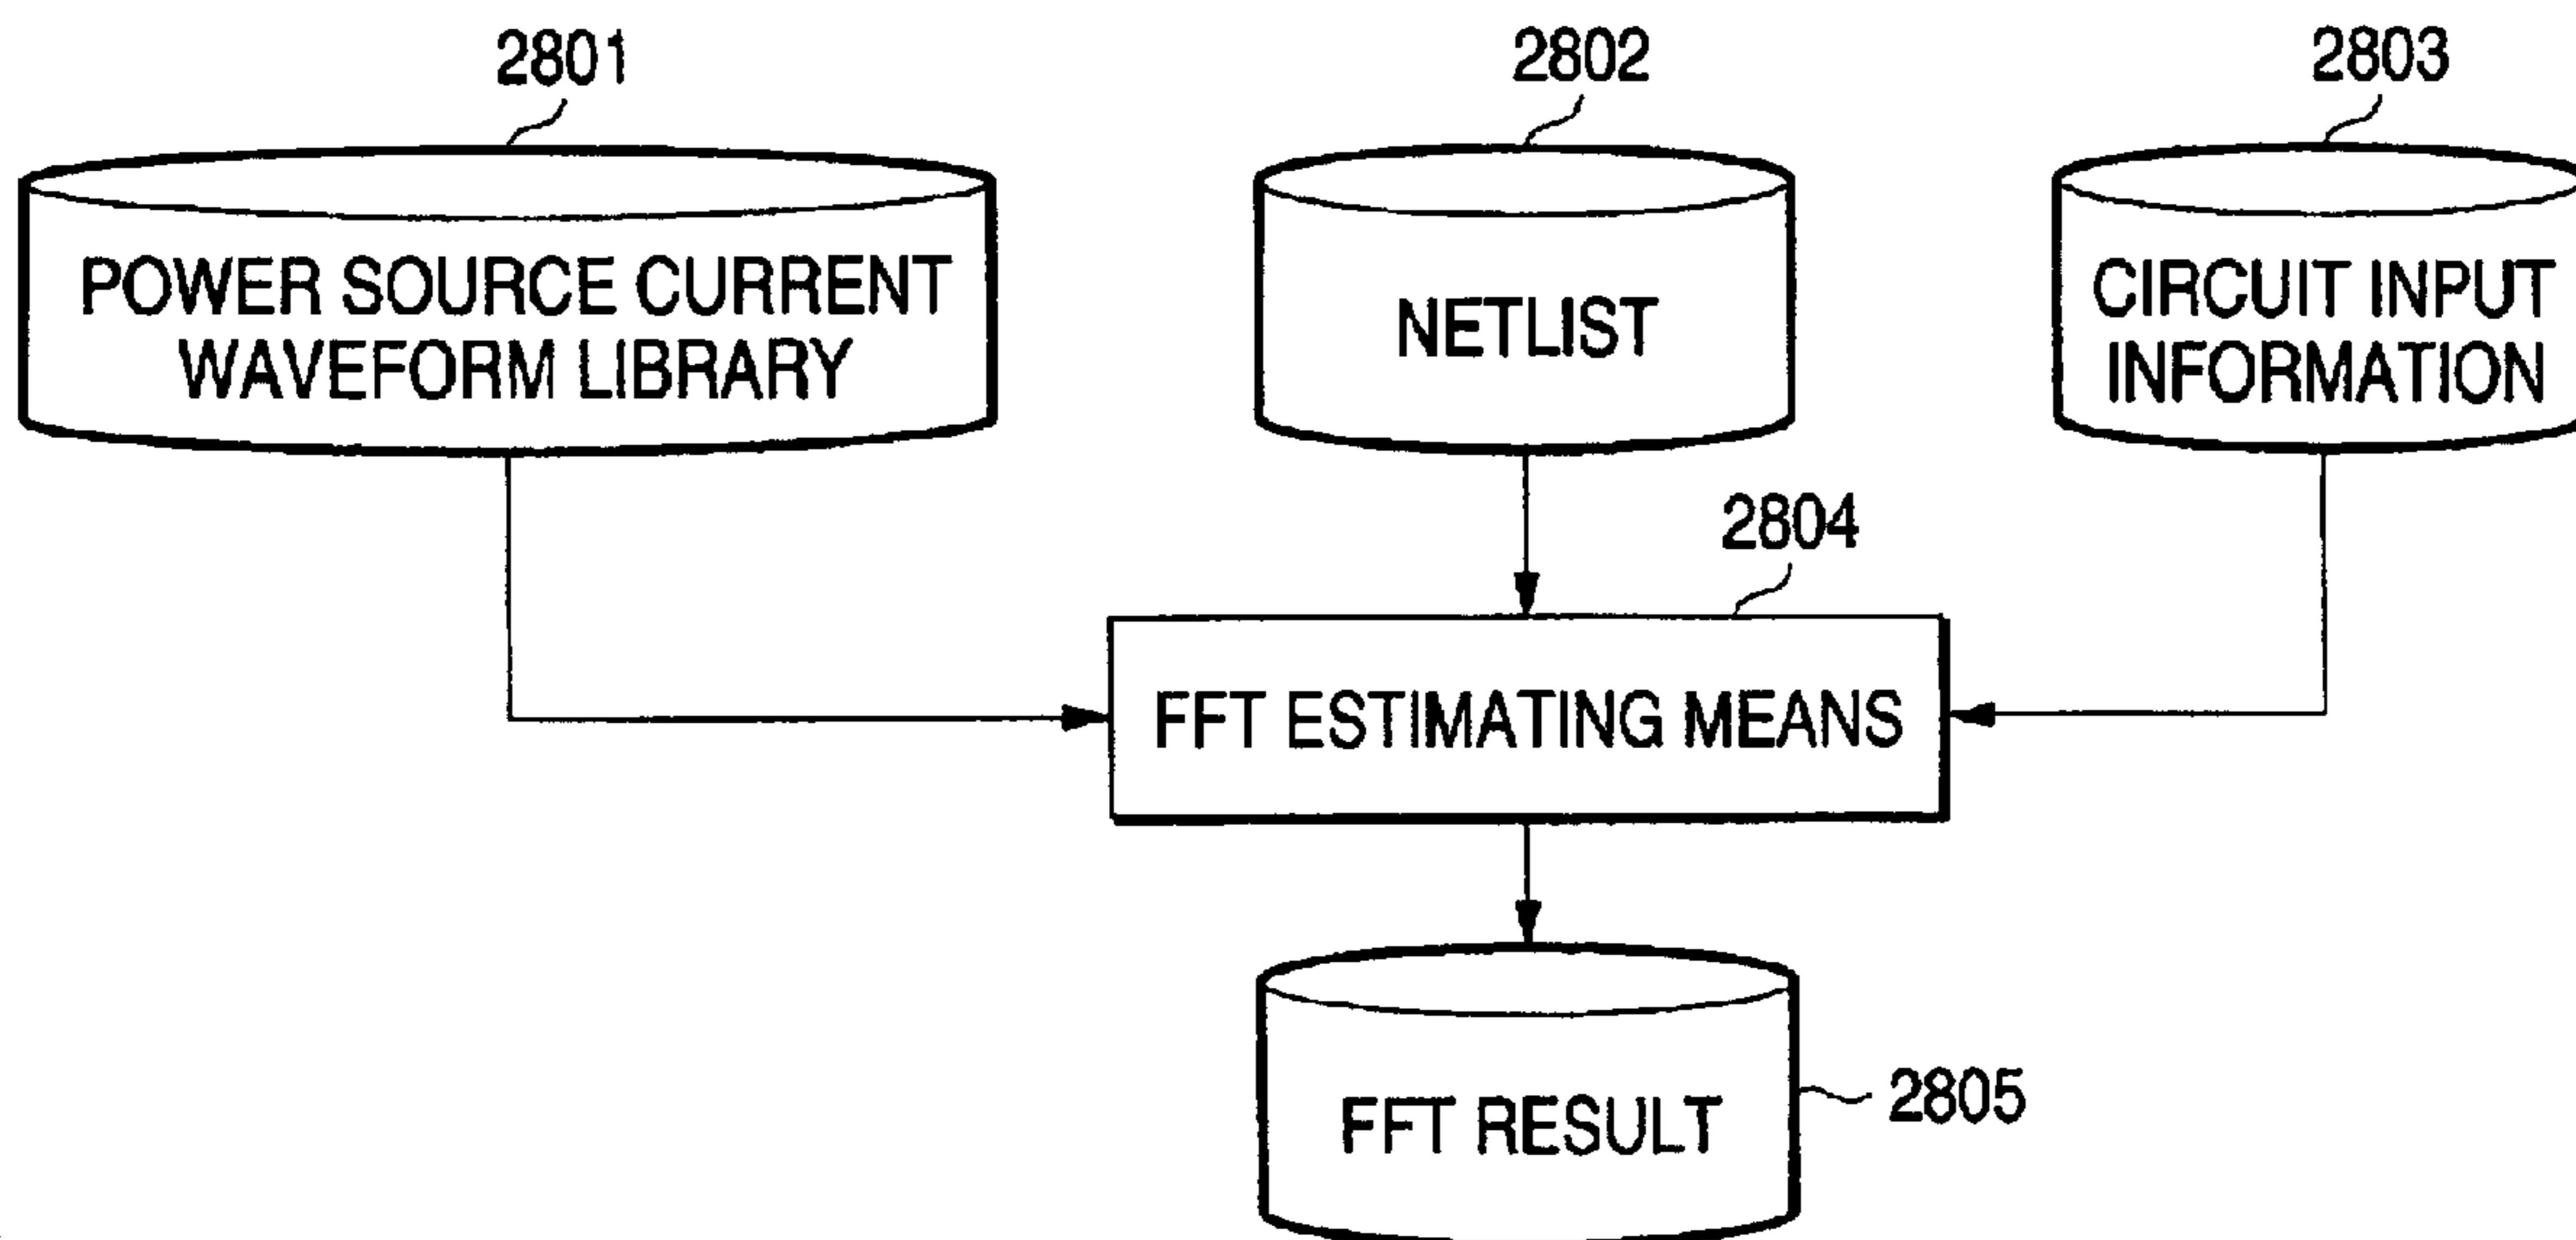 2801
2802
2803
POWER SOURCE CURRENT
WAVEFORM LIBRARY
NETLIST
CIRCUIT INPUT
INFORMATION
2804
FFT ESTIMATING MEANS
FFT RESULT
2805